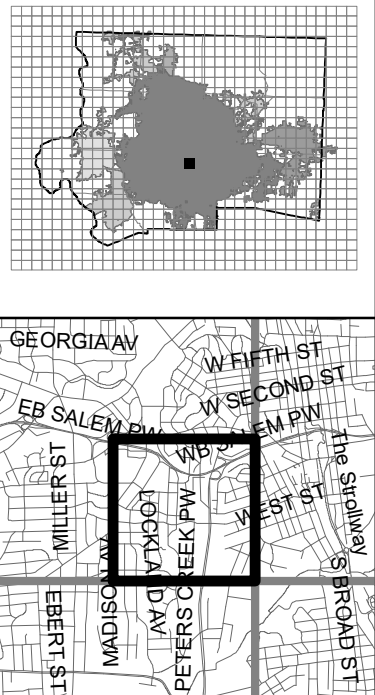 GEORGIA AV
W FIFTH ST
W SECOND ST
EB SALEM PW
WB SALEM PW
The Strollway
MILLER ST
LOCKLAND AV
PETERS CREEK PW
WEST ST
MADISON AV
EBERT ST
S BROAD ST